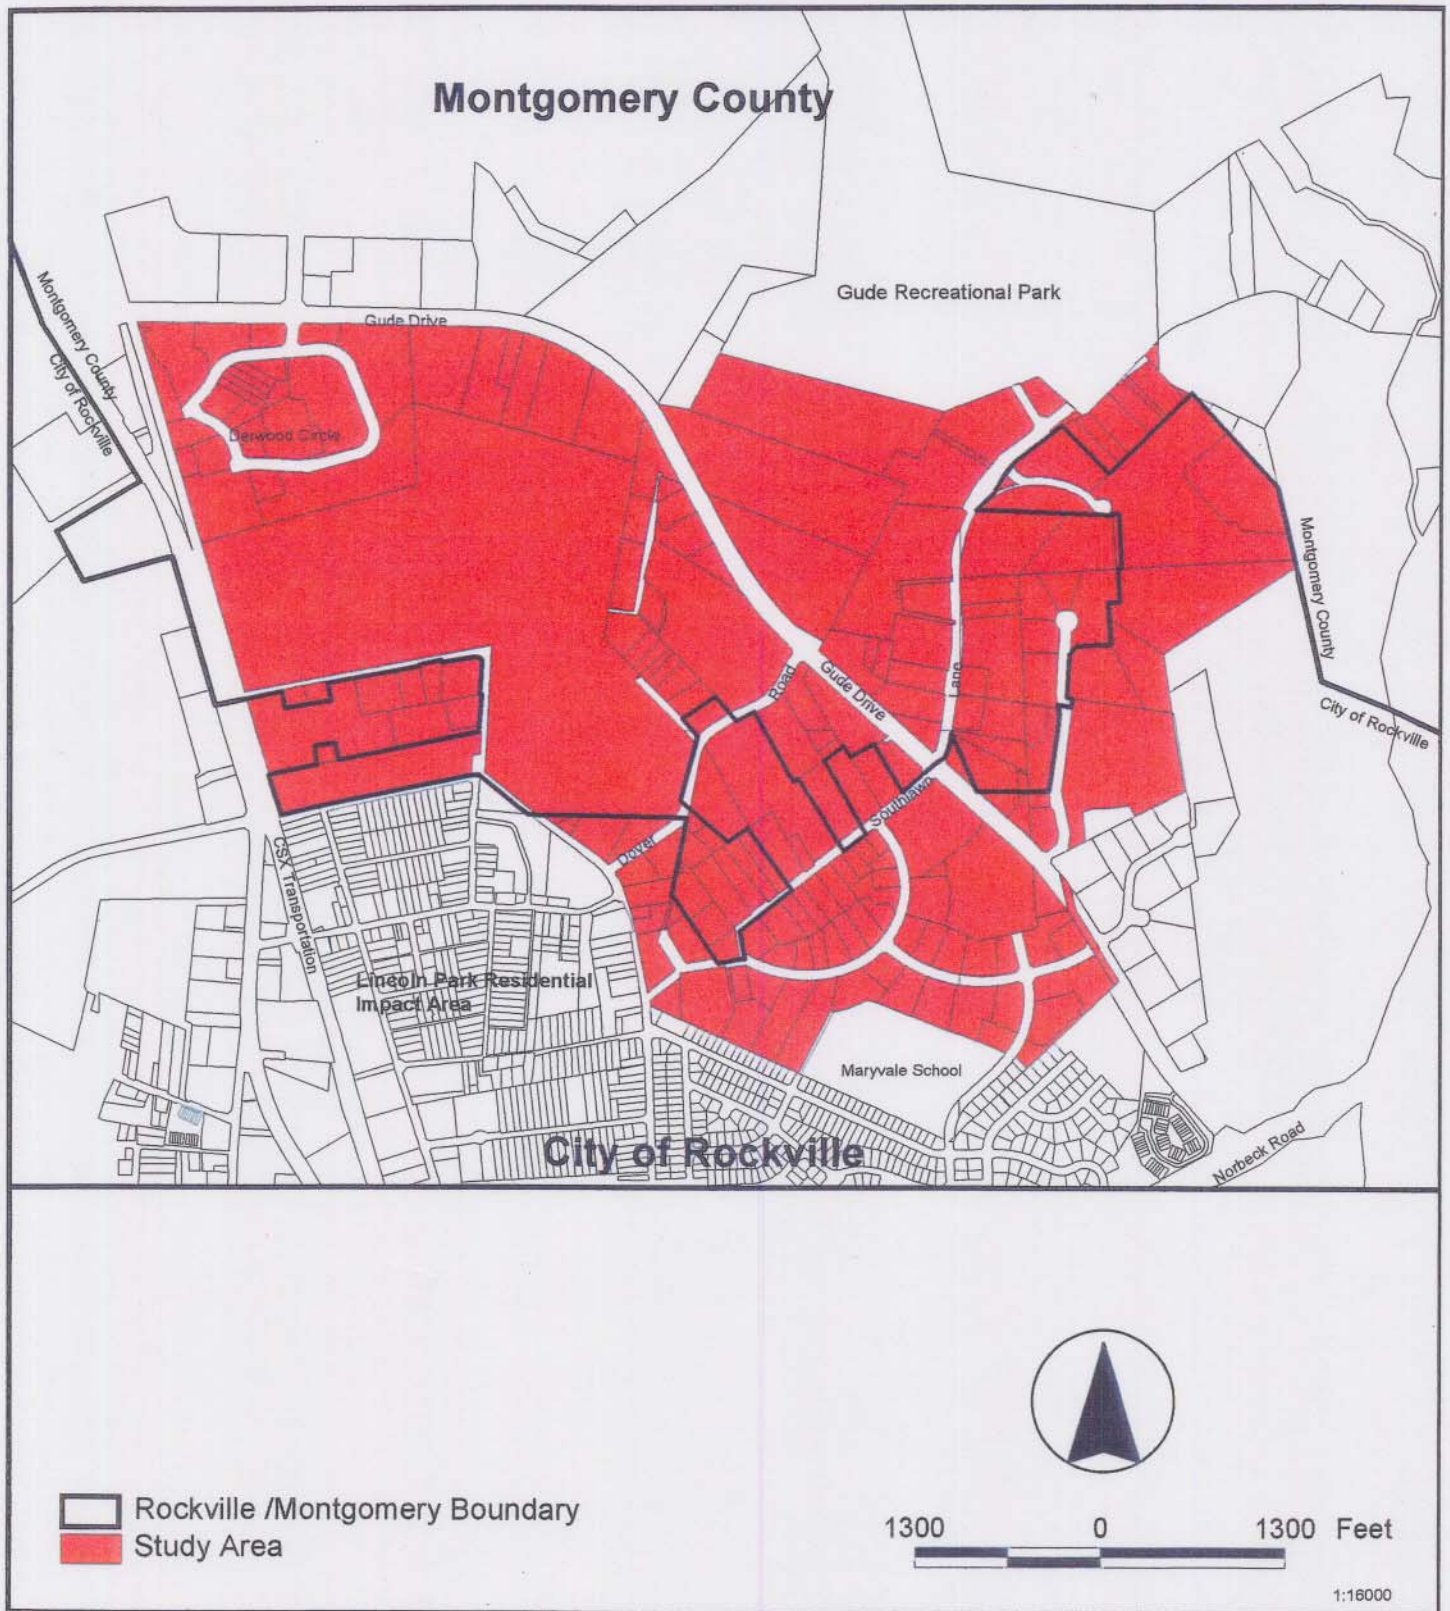 Montgomery County
Gude Recreational Park
Montgomery County
City of Rockville
Gude Drive
Derwood Circle
Montgomery County
City of Rockville
Road
Gude Drive
Lane
Southlawn
Dover
CSX Transportation
Lincoln Park Residential
Impact Area
Maryvale School
City of Rockville
Norbeck Road
Rockville /Montgomery Boundary
Study Area
1300 0 1300 Feet
1:16000